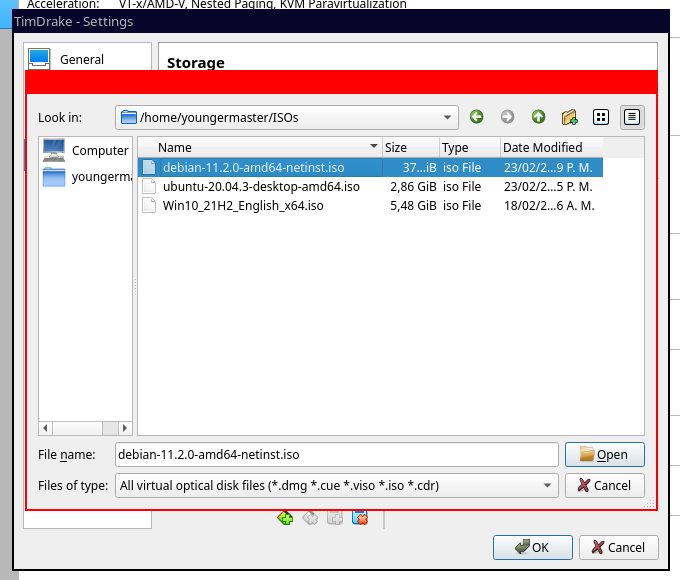 Acceleration: VT-x/AMD-V, Nested Paging, KVM Paravirtualization
TimDrake - Settings
General
Storage
Look in: /home/youngermaster/ISOs
Name Size Type Date Modified
Computer
youngerma
debian-11.2.0-amd64-netinst.iso 37...iB iso File 23/02/2...9 P. M.
ubuntu-20.04.3-desktop-amd64.iso 2,86 GiB iso File 23/02/2...5 P. M.
Win10_21H2_English_x64.iso 5,48 GiB iso File 18/02/2...6 A. M.
File name: debian-11.2.0-amd64-netinst.iso Open
Files of type: All virtual optical disk files (*.dmg *.cue *.viso *.iso *.cdr) Cancel
OK Cancel